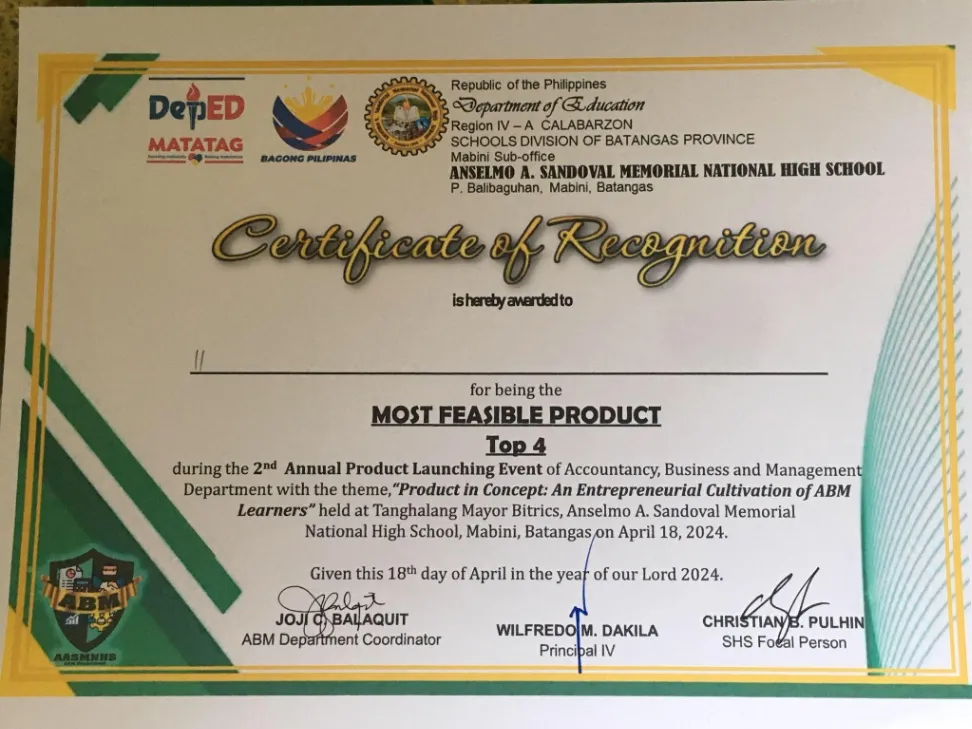 DepED
MATATAG
BAGONG PILIPINAS
Republic of the Philippines
Department of Education
Region IV – A CALABARZON
SCHOOLS DIVISION OF BATANGAS PROVINCE
Mabini Sub-office
ANSELMO A. SANDOVAL MEMORIAL NATIONAL HIGH SCHOOL
P. Balibaguhan, Mabini, Batangas
Certificate of Recognition
is hereby awarded to
for being the
MOST FEASIBLE PRODUCT
Top 4
during the 2nd Annual Product Launching Event of Accountancy, Business and Management
Department with the theme, "Product in Concept: An Entrepreneurial Cultivation of ABM
Learners" held at Tanghalang Mayor Bitrics, Anselmo A. Sandoval Memorial
National High School, Mabini, Batangas on April 18, 2024.
Given this 18th day of April in the year of our Lord 2024.
JOJI C. BALAQUIT
ABM Department Coordinator
WILFREDO M. DAKILA
Principal IV
CHRISTIAN B. PULHIN
SHS Focal Person
ABM
AASMNHS